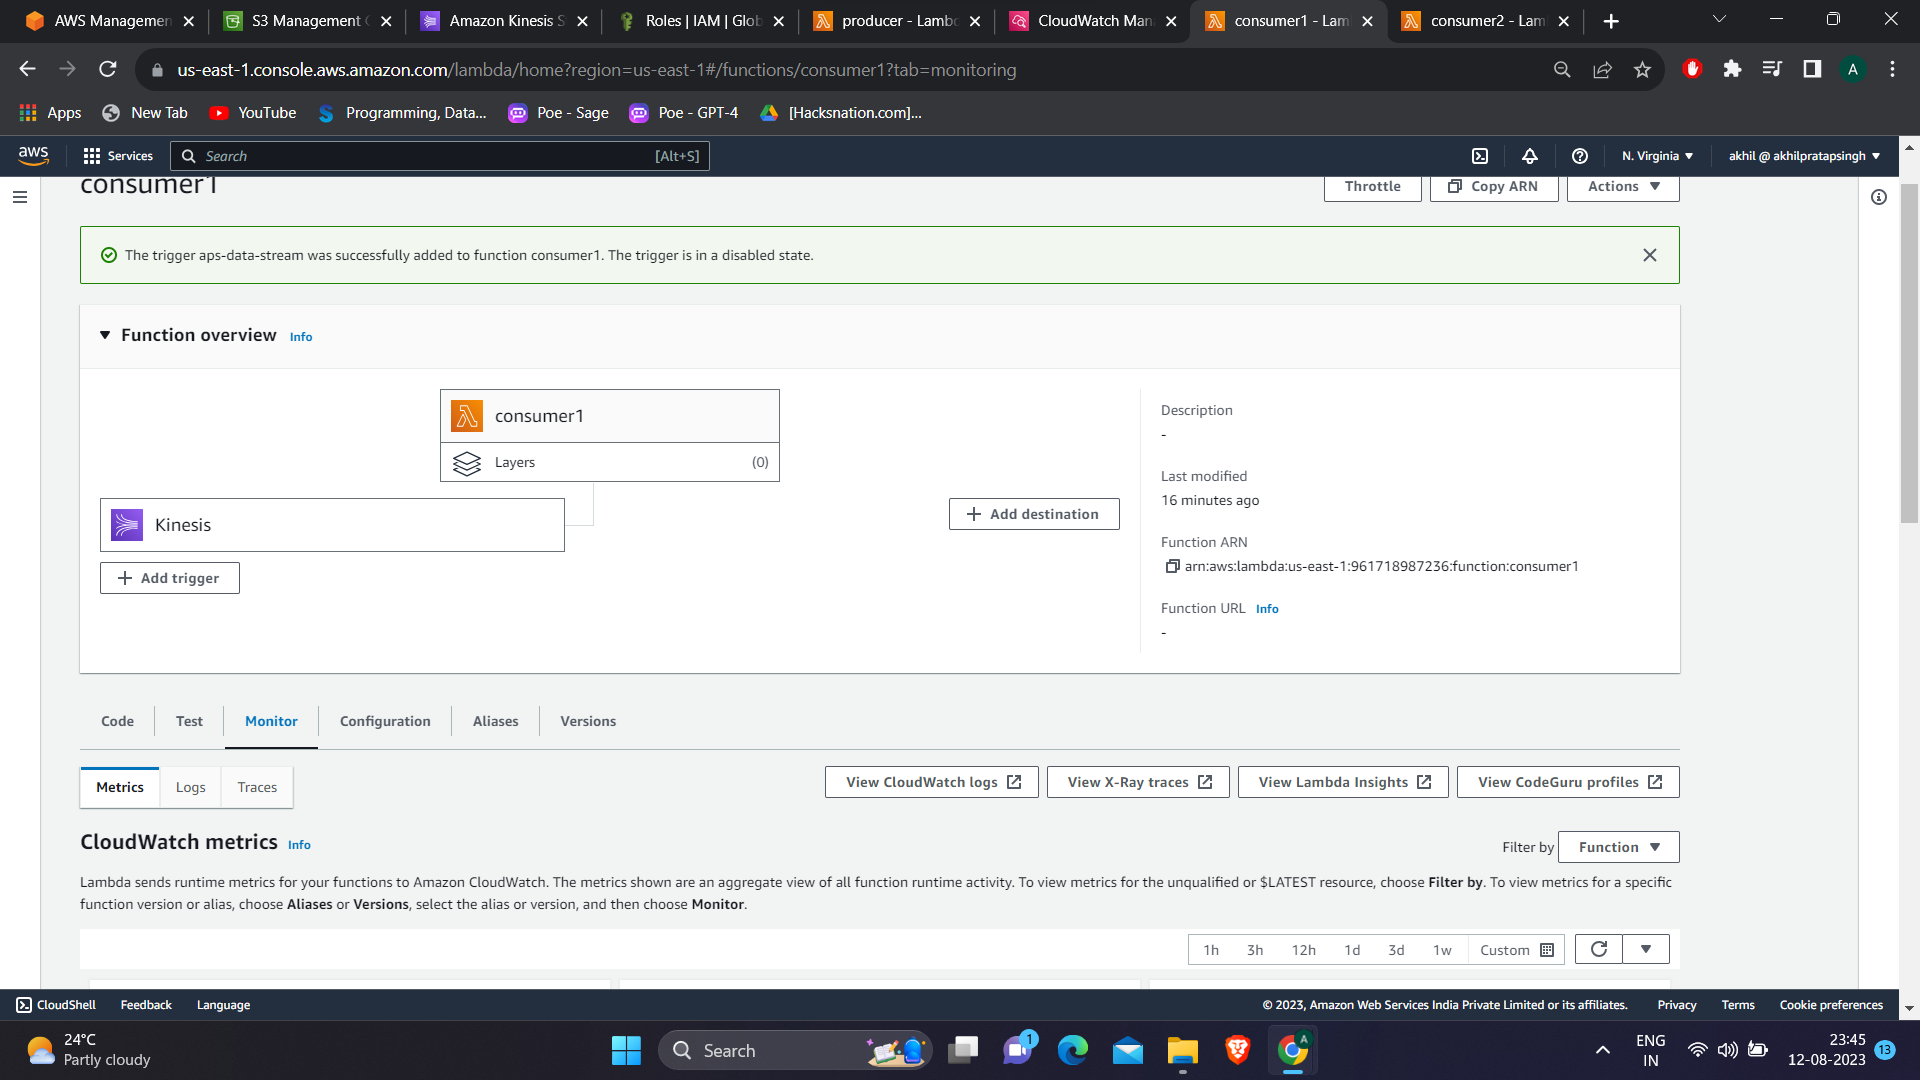 AWS Managemen
S3 Management C
Amazon Kinesis S
Roles | IAM | Glob
producer - Lambd
CloudWatch Man
consumer1 - Lam
consumer2 - Lam
us-east-1.console.aws.amazon.com/lambda/home?region=us-east-1#/functions/consumer1?tab=monitoring
A
Apps
New Tab
YouTube
Programming, Data...
Poe - Sage
Poe - GPT-4
[Hacksnation.com]...
aws
Services
Search
[Alt+S]
N. Virginia
akhil @ akhilpratapsingh
consumer1
Throttle
Copy ARN
Actions
The trigger aps-data-stream was successfully added to function consumer1. The trigger is in a disabled state.
Function overview
Info
consumer1
Layers
(0)
Kinesis
Add trigger
Add destination
Description
-
Last modified
16 minutes ago
Function ARN
arn:aws:lambda:us-east-1:961718987236:function:consumer1
Function URL
Info
-
Code
Test
Monitor
Configuration
Aliases
Versions
Metrics
Logs
Traces
View CloudWatch logs
View X-Ray traces
View Lambda Insights
View CodeGuru profiles
CloudWatch metrics
Info
Filter by
Function
Lambda sends runtime metrics for your functions to Amazon CloudWatch. The metrics shown are an aggregate view of all function runtime activity. To view metrics for the unqualified or $LATEST resource, choose Filter by. To view metrics for a specific
function version or alias, choose Aliases or Versions, select the alias or version, and then choose Monitor.
1h
3h
12h
1d
3d
1w
Custom
CloudShell
Feedback
Language
© 2023, Amazon Web Services India Private Limited or its affiliates.
Privacy
Terms
Cookie preferences
24°C
Partly cloudy
Search
1
A
ENG
IN
23:45
12-08-2023
13